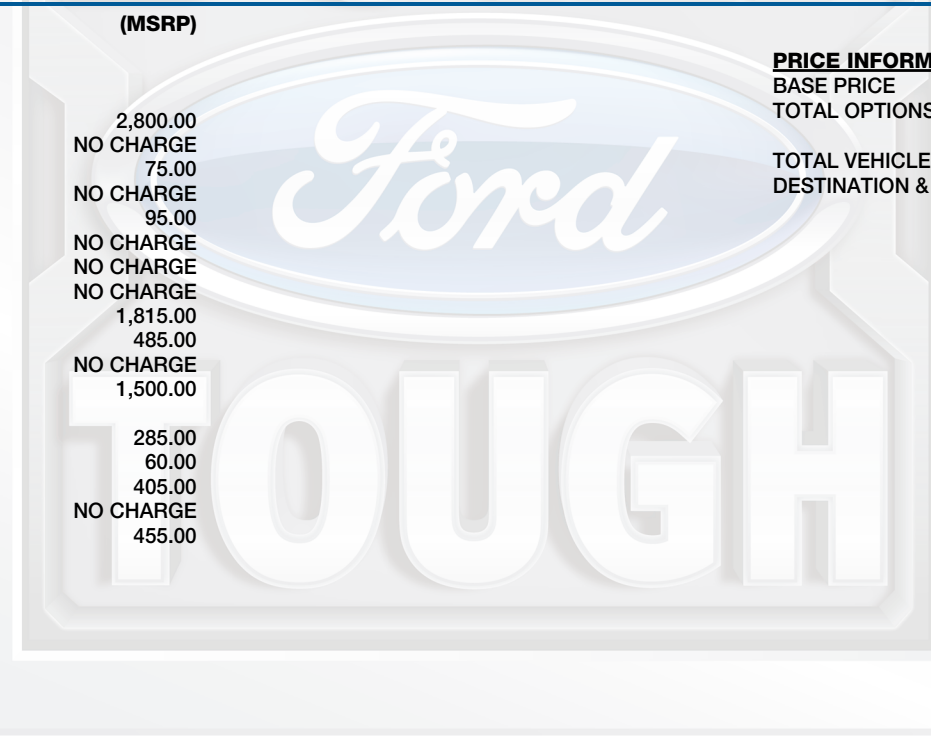 (MSRP)
2,800.00
NO CHARGE
75.00
NO CHARGE
95.00
NO CHARGE
NO CHARGE
NO CHARGE
1,815.00
485.00
NO CHARGE
1,500.00
285.00
60.00
405.00
NO CHARGE
455.00
PRICE INFORM
BASE PRICE
TOTAL OPTIONS
TOTAL VEHICLE
DESTINATION &
Ford
TOUGH